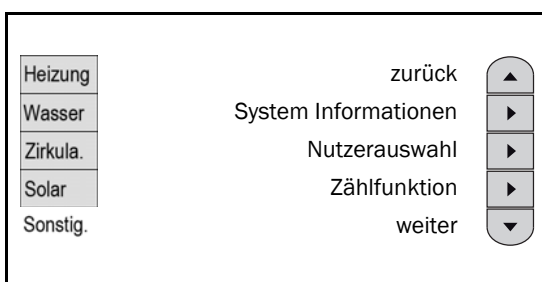 Heizung
zurück
Wasser
System Informationen
Zirkula.
Nutzerauswahl
Solar
Zählfunktion
Sonstig.
weiter